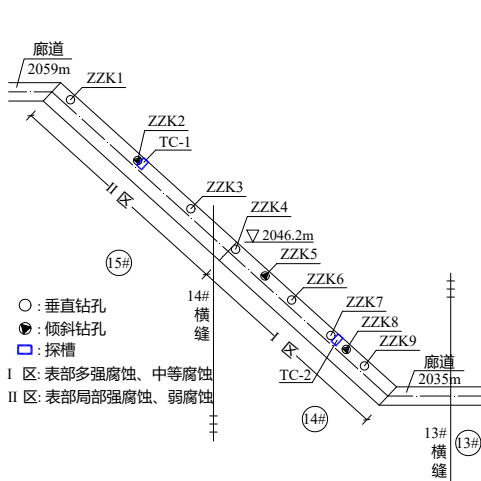 廊道
2059m
ZZK1
ZZK2
TC-1
ZZK3
ZZK4
2046.2m
ZZK5
ZZK6
ZZK7
ZZK8
ZZK9
II 区
15#
14#
横
缝
I 区
TC-2
廊道
2035m
14#
13#
横
缝
13#
: 垂直钻孔
: 倾斜钻孔
: 探槽
I 区: 表部多强腐蚀、中等腐蚀
II 区: 表部局部强腐蚀、弱腐蚀